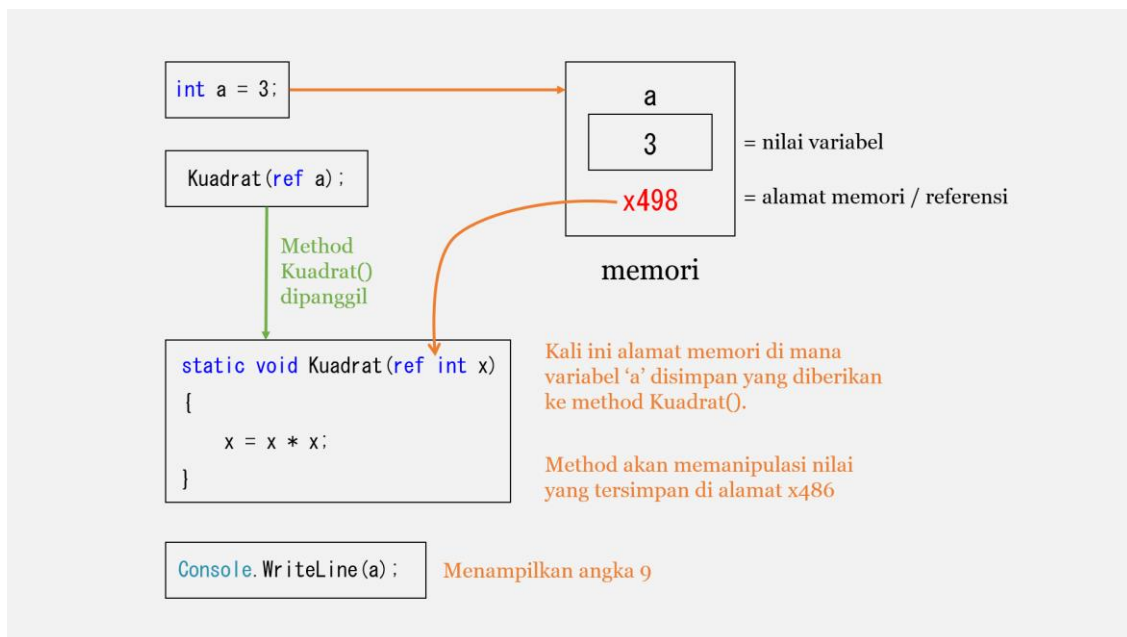 int a = 3;
a
3
= nilai variabel
x498
= alamat memori / referensi
memori
Kuadrat(ref a);
Method
Kuadrat()
dipanggil
static void Kuadrat(ref int x)
{
x = x * x;
}
Kali ini alamat memori di mana
variabel ‘a’ disimpan yang diberikan
ke method Kuadrat().
Method akan memanipulasi nilai
yang tersimpan di alamat x486
Console.WriteLine(a);
Menampilkan angka 9